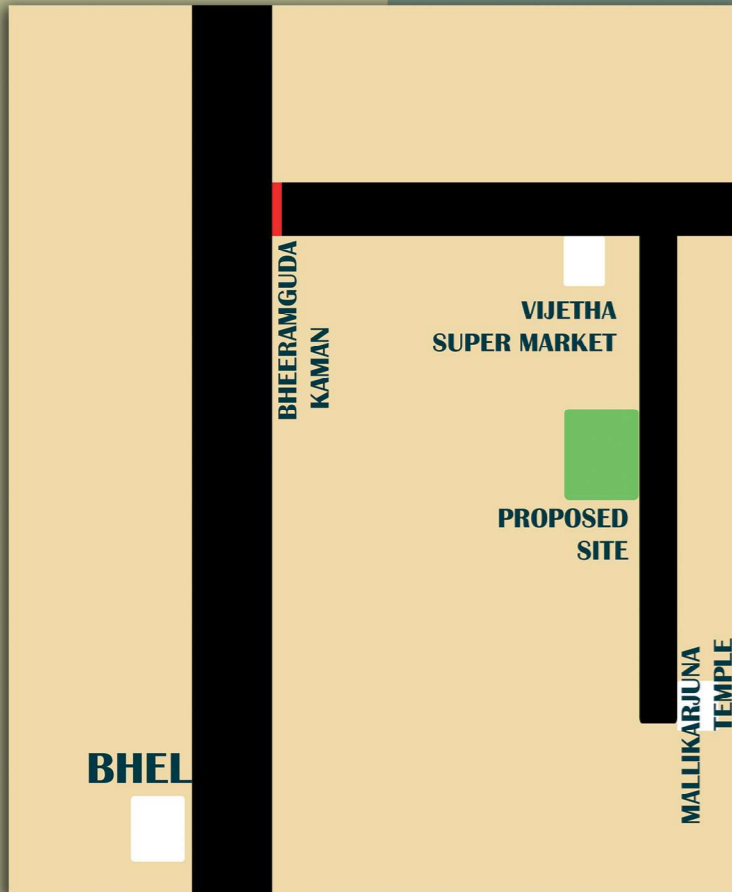 BHEERAMGUDA
KAMAN
VIJETHA
SUPER MARKET
PROPOSED
SITE
MALLIKARJUNA
TEMPLE
BHEL